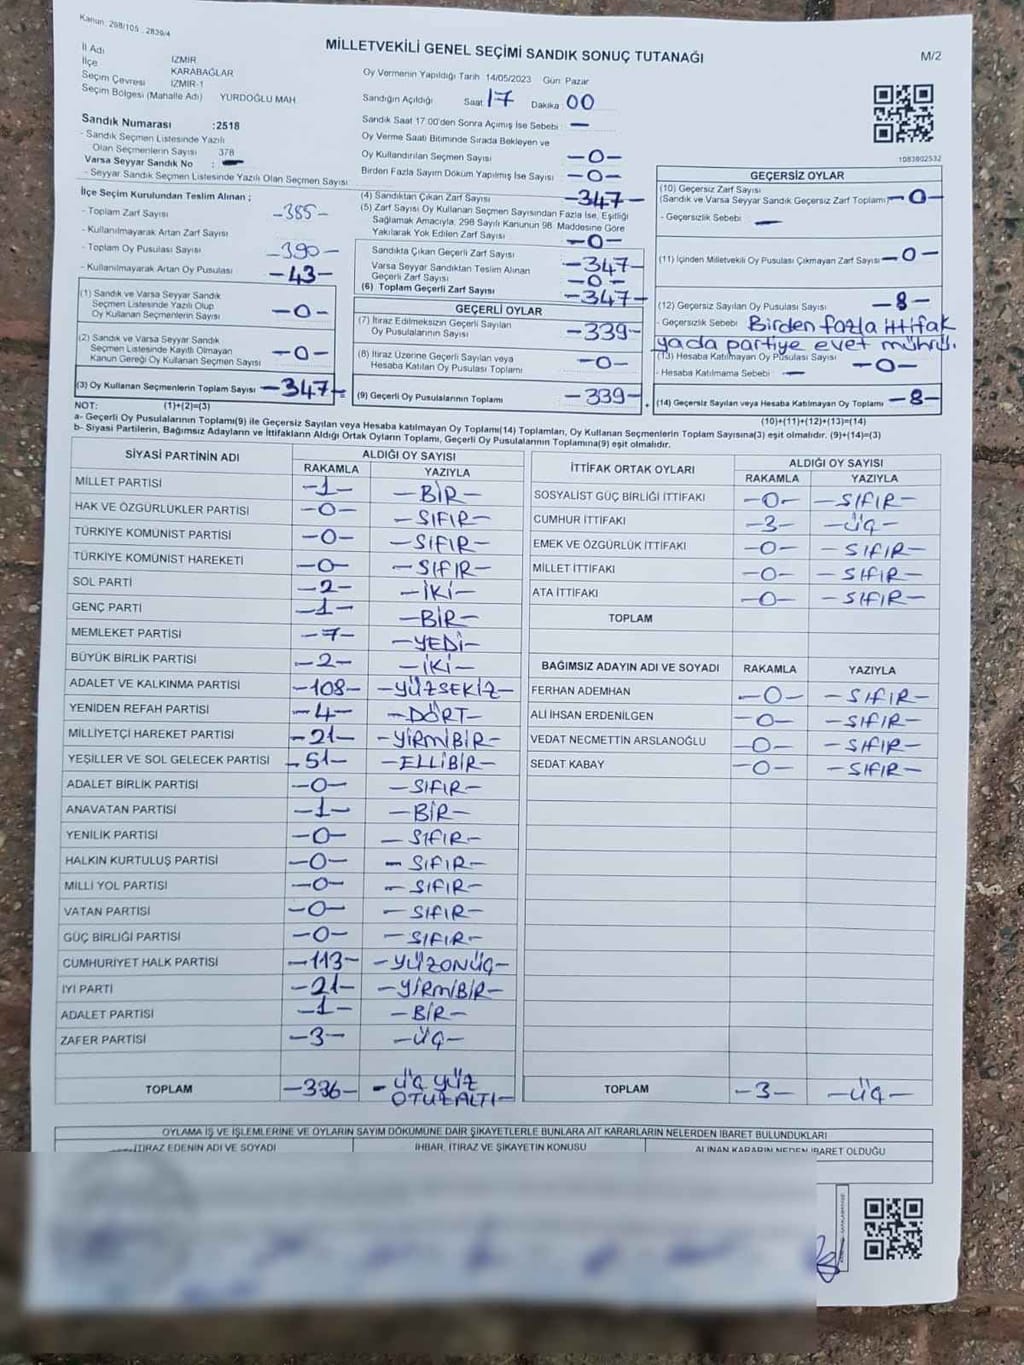 Kanun: 298/105 . 2839/4
MİLLETVEKİLİ GENEL SEÇİMİ SANDIK SONUÇ TUTANAĞI
M/2
İl Adı İZMİR
İlçe KARABAĞLAR
Seçim Çevresi İZMİR-1
Seçim Bölgesi (Mahalle Adı) YURDOĞLU MAH
Sandık Numarası :2518
- Sandık Seçmen Listesinde Yazılı
Olan Seçmenlerin Sayısı 378
Varsa Seyyar Sandık No : —
- Seyyar Sandık Seçmen Listesinde Yazılı Olan Seçmen Sayısı:
Oy Vermenin Yapıldığı Tarih 14/05/2023 Gün: Pazar
Sandığın Açıldığı Saat 17 Dakika 00
Sandık Saat 17.00'den Sonra Açımış İse Sebebi : —
Oy Verme Saati Bitiminde Sırada Bekleyen ve
Oy Kullandırılan Seçmen Sayısı —0—
Birden Fazla Sayım Döküm Yapılmış İse Sayısı —0—
1083802532
İlçe Seçim Kurulundan Teslim Alınan ;
- Toplam Zarf Sayısı -385-
- Kullanılmayarak Artan Zarf Sayısı
- Toplam Oy Pusulası Sayısı -390-
- Kullanılmayarak Artan Oy Pusulası -43-
(1) Sandık ve Varsa Seyyar Sandık
Seçmen Listesinde Yazılı Olup
Oy Kullanan Seçmenlerin Sayısı —0—
(2) Sandık ve Varsa Seyyar Sandık
Seçmen Listesinde Kayıtlı Olmayan
Kanun Gereği Oy Kullanan Seçmen Sayısı —0—
(3) Oy Kullanan Seçmenlerin Toplam Sayısı —347—
(4) Sandıktan Çıkan Zarf Sayısı —347—
(5) Zarf Sayısı Oy Kullanan Seçmen Sayısından Fazla İse, Eşitliği
Sağlamak Amacıyla, 298 Sayılı Kanunun 98. Maddesine Göre
Yakılarak Yok Edilen Zarf Sayısı —0—
Sandıkta Çıkan Geçerli Zarf Sayısı —347—
Varsa Seyyar Sandıktan Teslim Alınan
Geçerli Zarf Sayısı —0—
(6) Toplam Geçerli Zarf Sayısı —347—
GEÇERLİ OYLAR
(7) İtiraz Edilmeksizin Geçerli Sayılan
Oy Pusulalarının Sayısı —339—
(8) İtiraz Üzerine Geçerli Sayılan veya
Hesaba Katılan Oy Pusulası Toplamı —0—
(9) Geçerli Oy Pusulalarının Toplamı —339—
GEÇERSİZ OYLAR
(10) Geçersiz Zarf Sayısı
(Sandık ve Varsa Seyyar Sandık Geçersiz Zarf Toplamı) —0—
- Geçersizlik Sebebi : —
(11) İçinden Milletvekili Oy Pusulası Çıkmayan Zarf Sayısı —0—
(12) Geçersiz Sayılan Oy Pusulası Sayısı —8—
- Geçersizlik Sebebi Birden fazla ittifak
yada partiye evet mührü.
(13) Hesaba Katılmayan Oy Pusulası Sayısı —0—
- Hesaba Katılmama Sebebi : —
(14) Geçersiz Sayılan veya Hesaba Katılmayan Oy Toplamı —8—
NOT: (1)+(2)=(3)
(10)+(11)+(12)+(13)=(14)
a- Geçerli Oy Pusulalarının Toplamı(9) ile Geçersiz Sayılan veya Hesaba katılmayan Oy Toplamı(14) Toplamları, Oy Kullanan Seçmenlerin Toplam Sayısına(3) eşit olmalıdır. (9)+(14)=(3)
b- Siyasi Partilerin, Bağımsız Adayların ve İttifakların Aldığı Ortak Oyların Toplamı, Geçerli Oy Pusulalarının Toplamına(9) eşit olmalıdır.
SİYASİ PARTİNİN ADI ALDIĞI OY SAYISI
RAKAMLA YAZIYLA
MİLLET PARTİSİ —1— —BİR—
HAK VE ÖZGÜRLÜKLER PARTİSİ —0— —SIFIR—
TÜRKİYE KOMÜNİST PARTİSİ —0— —SIFIR—
TÜRKİYE KOMÜNİST HAREKETİ —0— —SIFIR—
SOL PARTİ —2— —İKİ—
GENÇ PARTİ —1— —BİR—
MEMLEKET PARTİSİ —7— —YEDİ—
BÜYÜK BİRLİK PARTİSİ —2— —İKİ—
ADALET VE KALKINMA PARTİSİ —108— —YÜZSEKİZ—
YENİDEN REFAH PARTİSİ —4— —DÖRT—
MİLLİYETÇİ HAREKET PARTİSİ —21— —YİRMİBİR—
YEŞİLLER VE SOL GELECEK PARTİSİ —51— —ELLİBİR—
ADALET BİRLİK PARTİSİ —0— —SIFIR—
ANAVATAN PARTİSİ —1— —BİR—
YENİLİK PARTİSİ —0— —SIFIR—
HALKIN KURTULUŞ PARTİSİ —0— —SIFIR—
MİLLİ YOL PARTİSİ —0— —SIFIR—
VATAN PARTİSİ —0— —SIFIR—
GÜÇ BİRLİĞİ PARTİSİ —0— —SIFIR—
CUMHURİYET HALK PARTİSİ —113— —YÜZONÜÇ—
İYİ PARTİ —21— —YİRMİBİR—
ADALET PARTİSİ —1— —BİR—
ZAFER PARTİSİ —3— —ÜÇ—
TOPLAM —336— —ÜÇ YÜZ
OTUZALTI—
İTTİFAK ORTAK OYLARI ALDIĞI OY SAYISI
RAKAMLA YAZIYLA
SOSYALİST GÜÇ BİRLİĞİ İTTİFAKI —0— —SIFIR—
CUMHUR İTTİFAKI —3— —ÜÇ—
EMEK VE ÖZGÜRLÜK İTTİFAKI —0— —SIFIR—
MİLLET İTTİFAKI —0— —SIFIR—
ATA İTTİFAKI —0— —SIFIR—
TOPLAM
BAĞIMSIZ ADAYIN ADI VE SOYADI RAKAMLA YAZIYLA
FERHAN ADEMHAN —0— —SIFIR—
ALİ İHSAN ERDENİLGEN —0— —SIFIR—
VEDAT NECMETTİN ARSLANOĞLU —0— —SIFIR—
SEDAT KABAY —0— —SIFIR—
TOPLAM —3— —ÜÇ—
OYLAMA İŞ VE İŞLEMLERİNE VE OYLARIN SAYIM DÖKÜMÜNE DAİR ŞİKAYETLERLE BUNLARA AİT KARARLARIN NELERDEN İBARET BULUNDUKLARI
İTİRAZ EDENİN ADI VE SOYADI İHBAR, İTİRAZ VE ŞİKAYETİN KONUSU ALINAN KARARIN NEDEN İBARET OLDUĞU